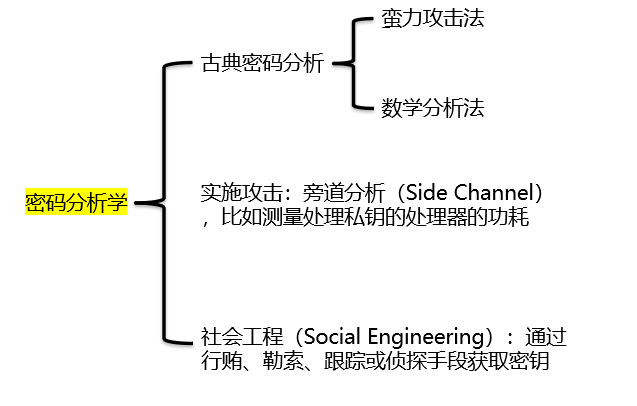 密码分析学
古典密码分析
蛮力攻击法
数学分析法
实施攻击：旁道分析（Side Channel）
，比如测量处理私钥的处理器的功耗
社会工程（Social Engineering）：通过
行贿、勒索、跟踪或侦探手段获取密钥